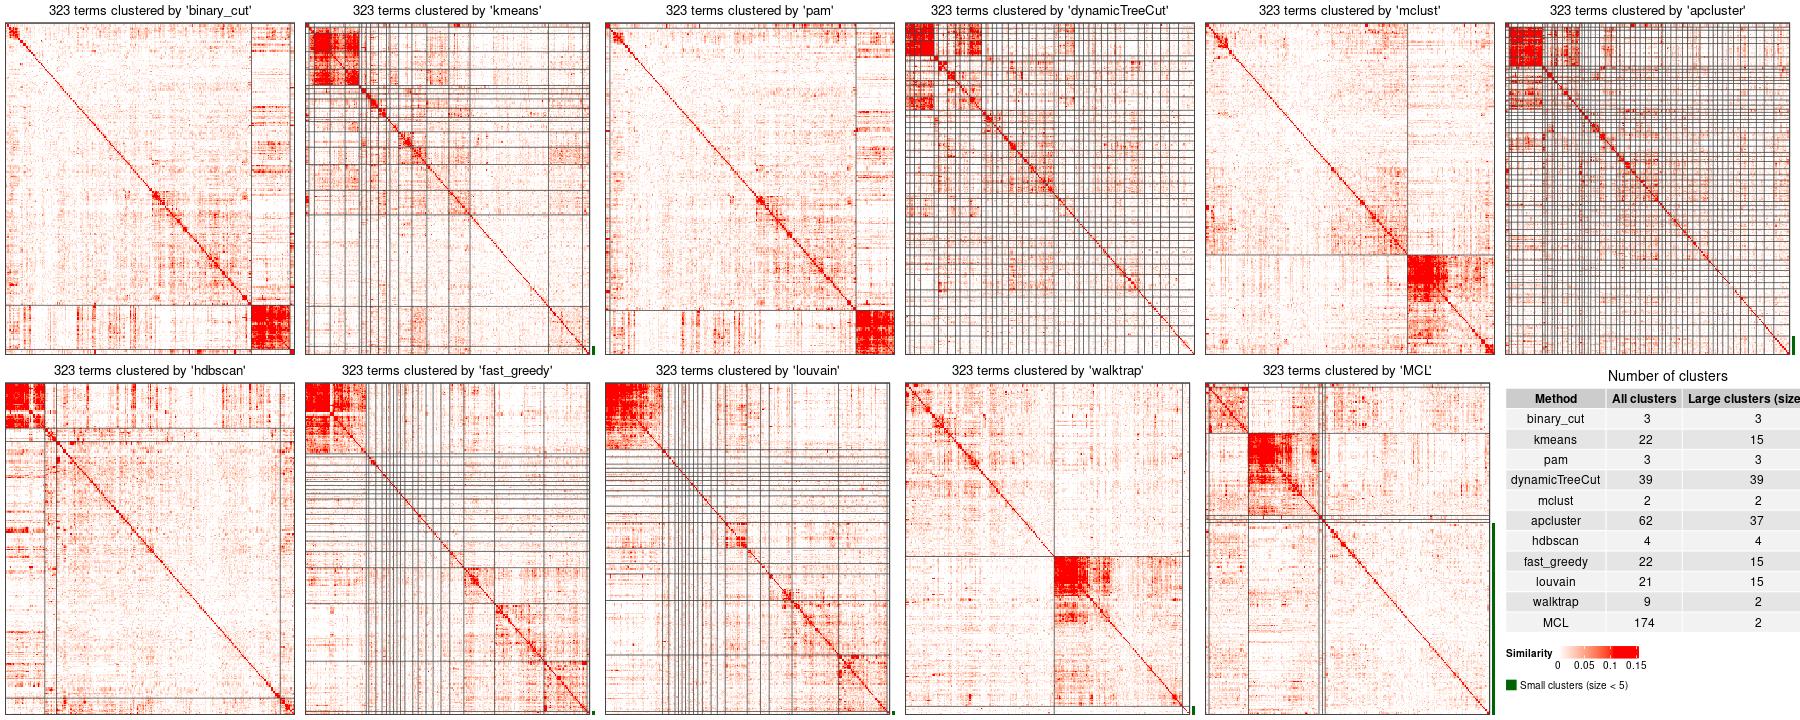 323 terms clustered by 'binary_cut'
323 terms clustered by 'kmeans'
323 terms clustered by 'pam'
323 terms clustered by 'dynamicTreeCut'
323 terms clustered by 'mclust'
323 terms clustered by 'apcluster'
323 terms clustered by 'hdbscan'
323 terms clustered by 'fast_greedy'
323 terms clustered by 'louvain'
323 terms clustered by 'walktrap'
323 terms clustered by 'MCL'
Number of clusters
Method All clusters Large clusters (size
binary_cut 3 3
kmeans 22 15
pam 3 3
dynamicTreeCut 39 39
mclust 2 2
apcluster 62 37
hdbscan 4 4
fast_greedy 22 15
louvain 21 15
walktrap 9 2
MCL 174 2
Similarity
0 0.05 0.1 0.15
Small clusters (size < 5)